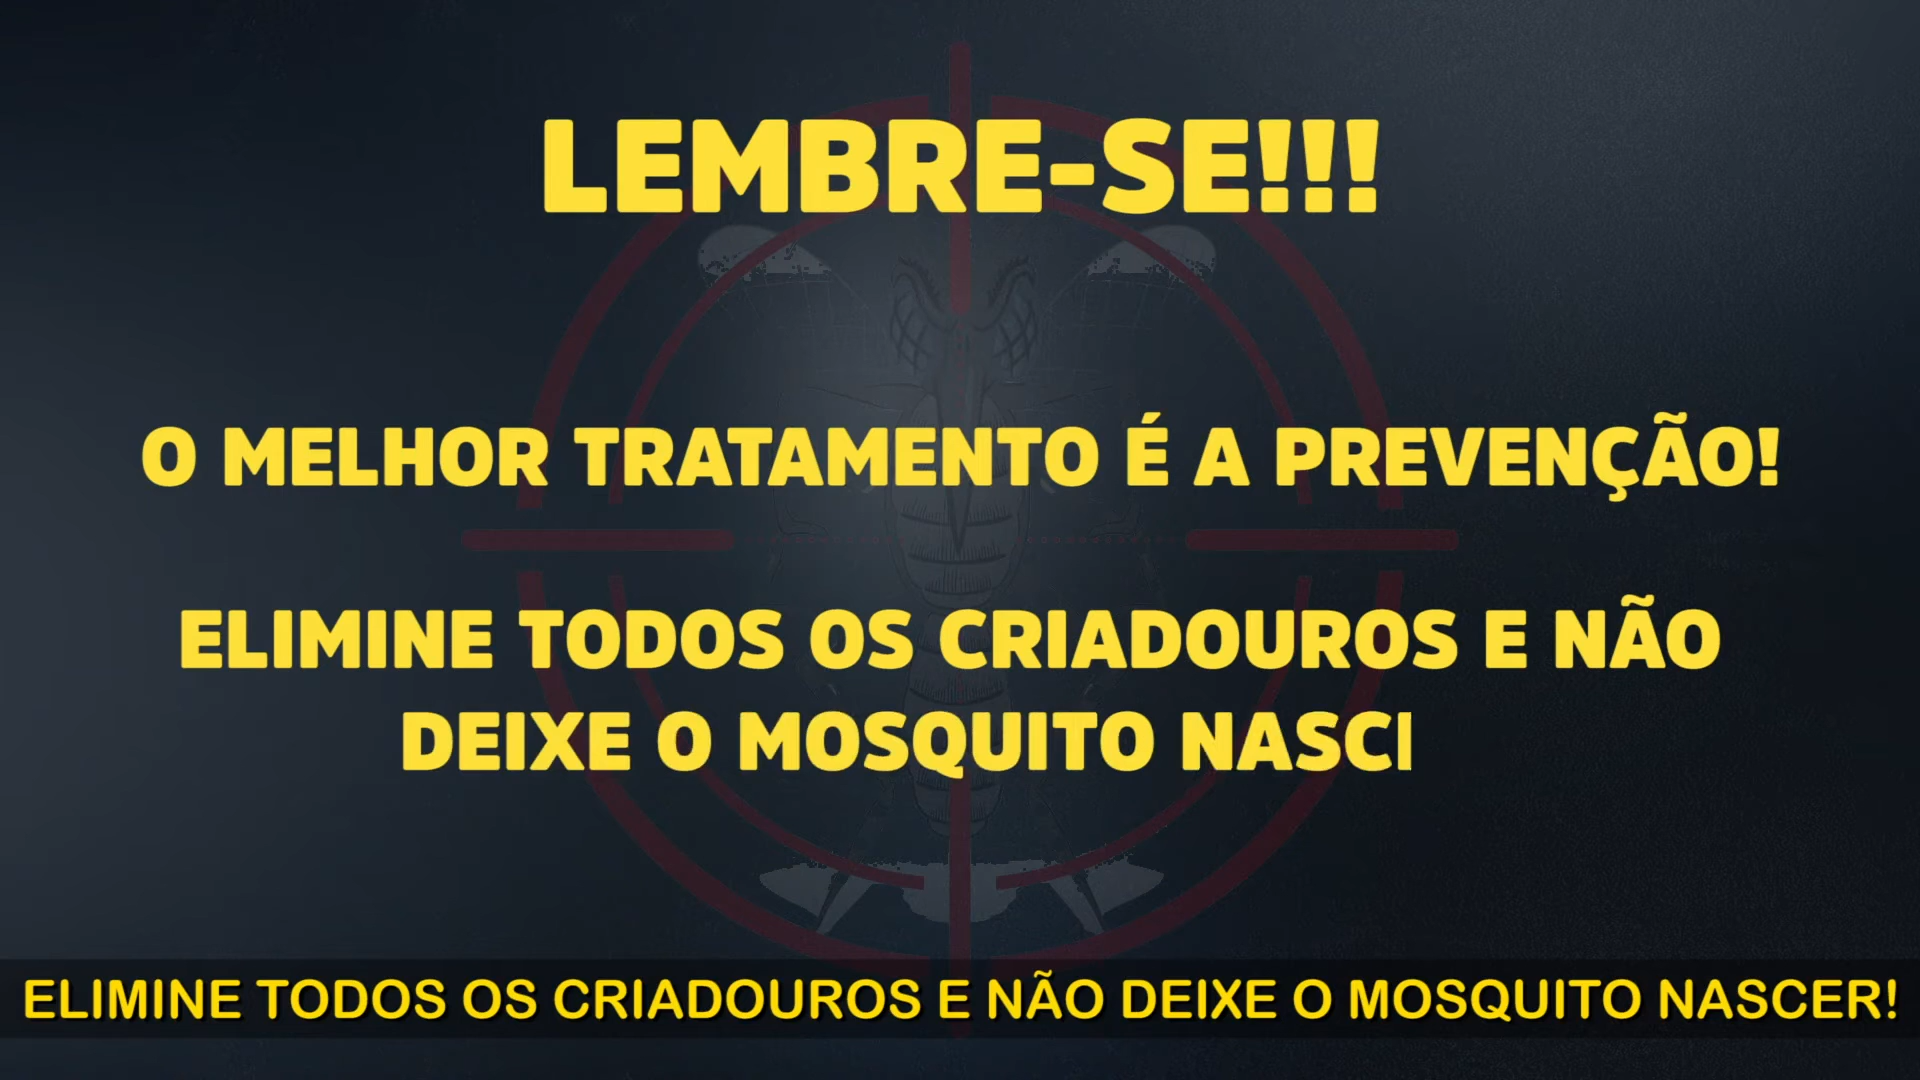 LEMBRE-SE!!!
O MELHOR TRATAMENTO É A PREVENÇÃO!
ELIMINE TODOS OS CRIADOUROS E NÃO
DEIXE O MOSQUITO NASCI
ELIMINE TODOS OS CRIADOUROS E NÃO DEIXE O MOSQUITO NASCER!